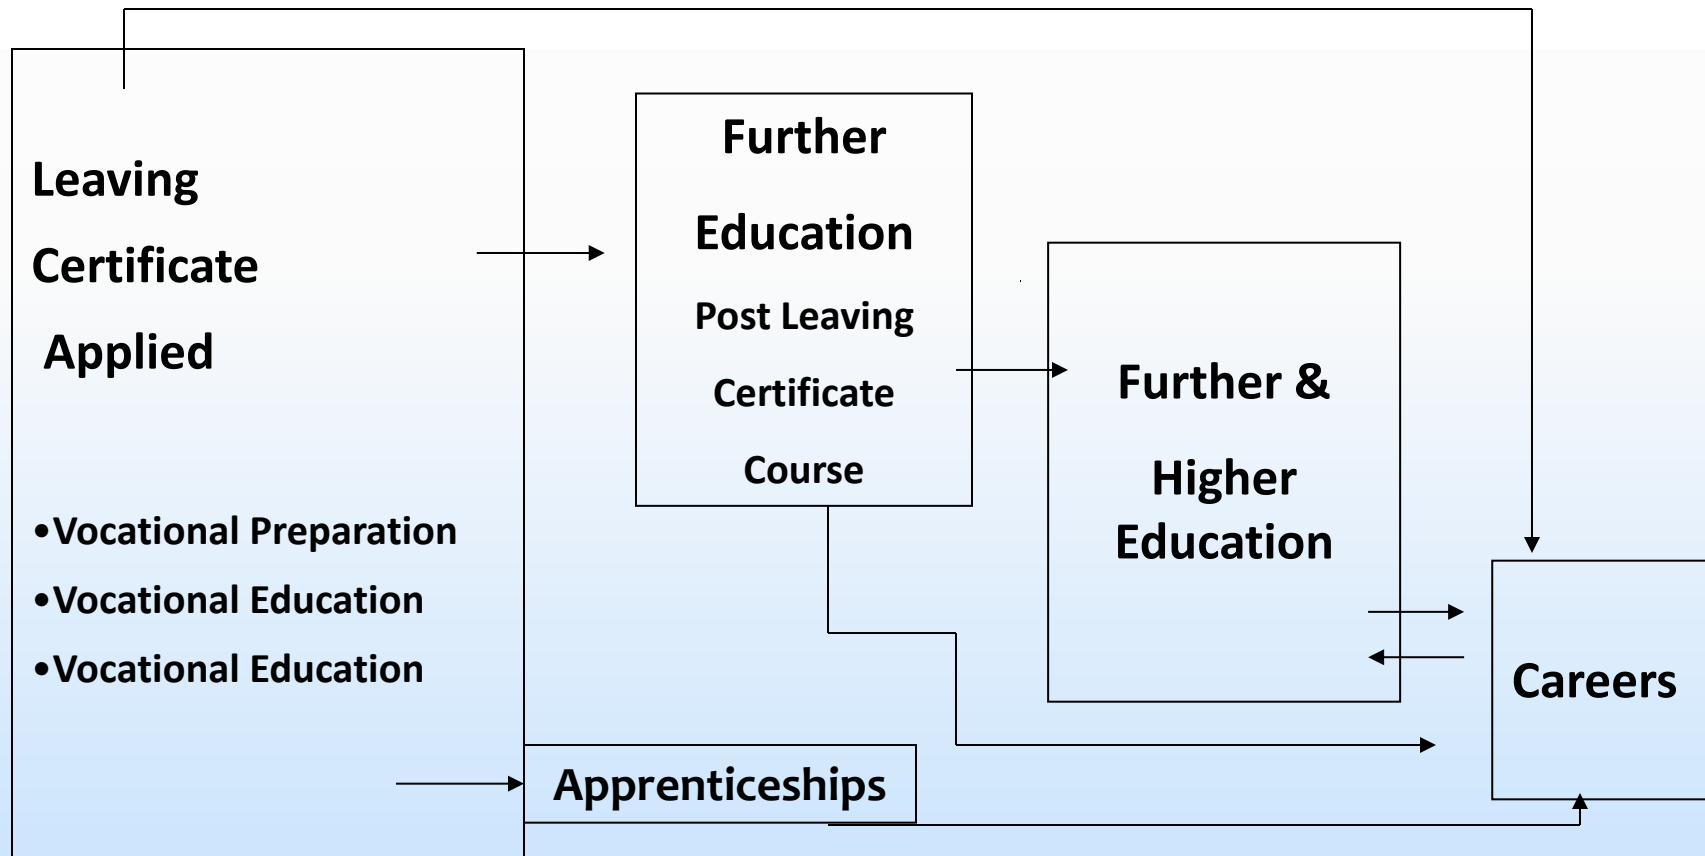 Leaving
Certificate
Applied
•Vocational Preparation
•Vocational Education
•Vocational Education
Further
Education
Post Leaving
Certificate
Course
Further &
Higher
Education
Careers
Apprenticeships